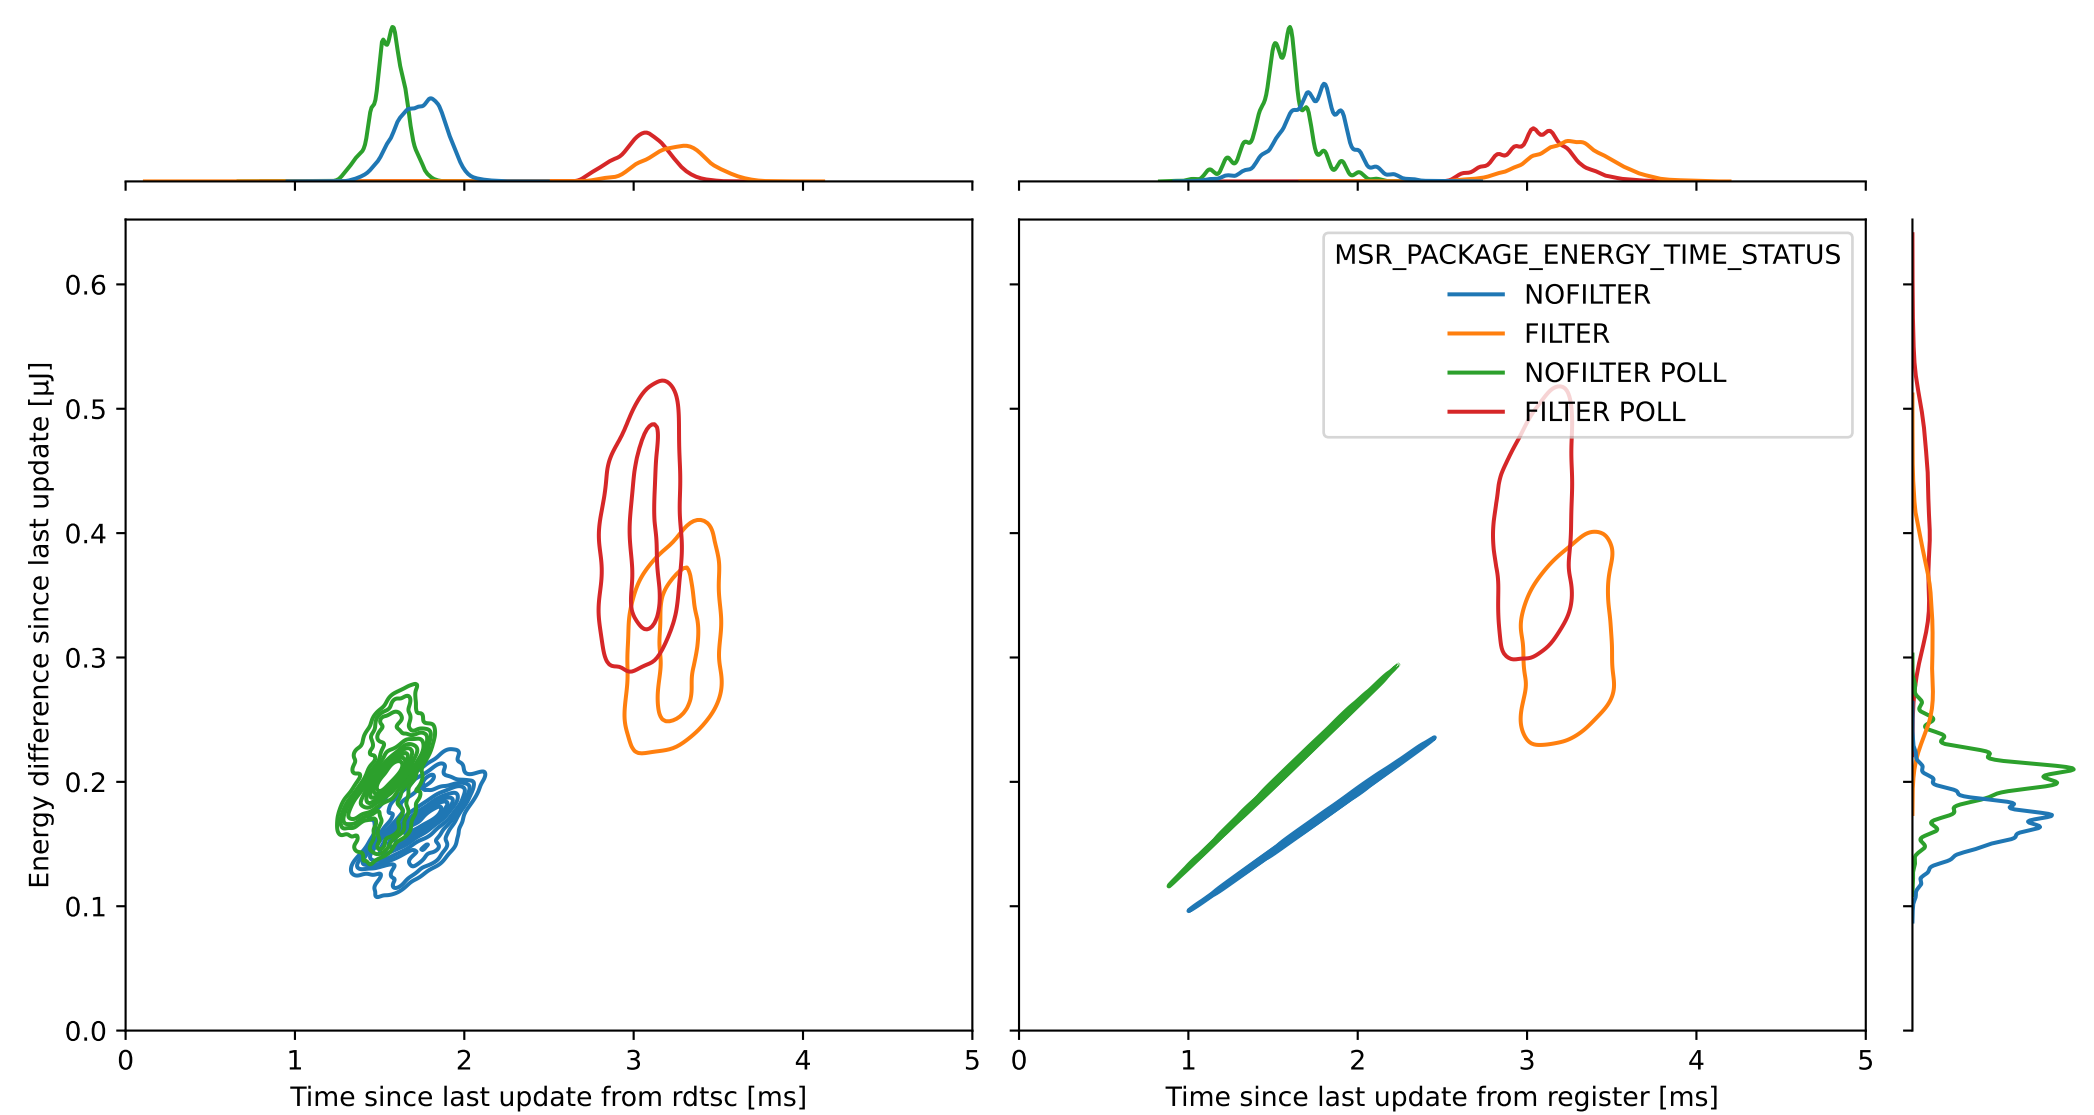 MSR_PACKAGE_ENERGY_TIME_STATUS
NOFILTER
FILTER
NOFILTER POLL
FILTER POLL
Energy difference since last update [µJ]
0.6
0.5
0.4
0.3
0.2
0.1
0.0
0 1 2 3 4 5
0 1 2 3 4 5
Time since last update from rdtsc [ms]
Time since last update from register [ms]